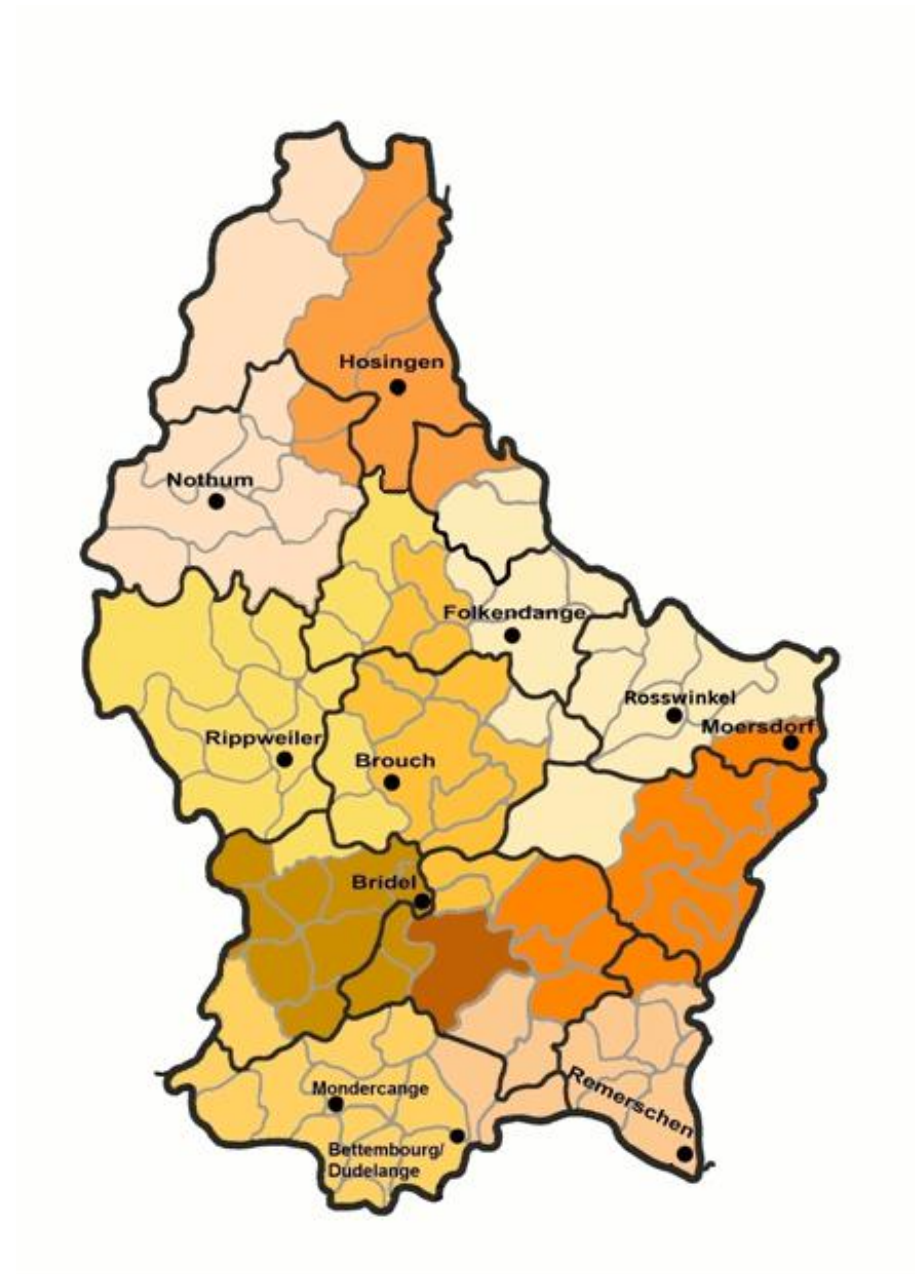 Hosingen
Nothum
Folkendange
Rosswinkel
Moersdorf
Rippweiler
Brouch
Bridel
Remerschen
Mondercange
Bettembourg/
Dudelange